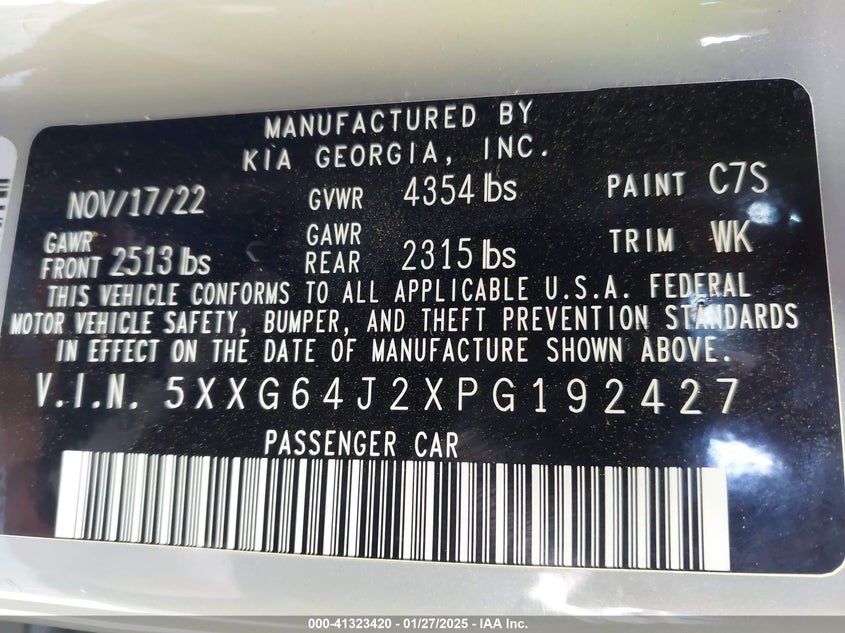 MANUFACTURED BY
KIA GEORGIA, INC.
NOV/17/22 GVWR 4354 lbs PAINT C7S
GAWR FRONT 2513 lbs GAWR REAR 2315 lbs TRIM WK
THIS VEHICLE CONFORMS TO ALL APPLICABLE U.S.A. FEDERAL
MOTOR VEHICLE SAFETY, BUMPER, AND THEFT PREVENTION STANDARDS
IN EFFECT ON THE DATE OF MANUFACTURE SHOWN ABOVE.
V.I.N. 5XXG64J2XPG192427
PASSENGER CAR
000-41323420 - 01/27/2025 - IAA Inc.